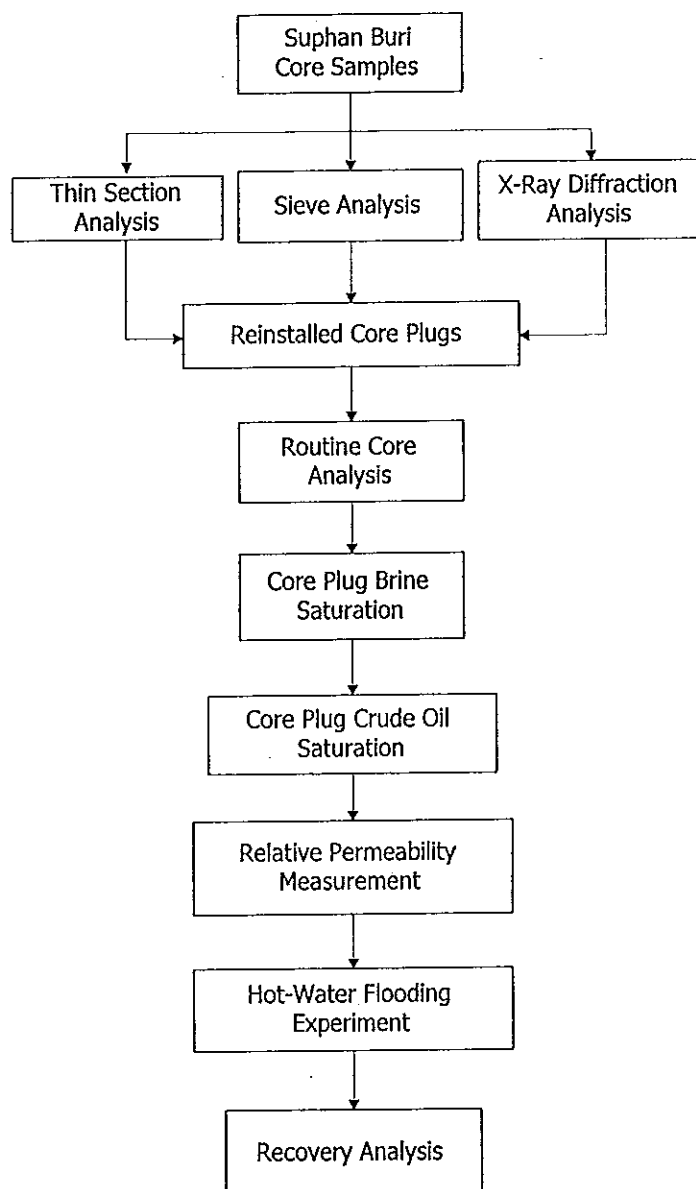 Suphan Buri
Core Samples
Thin Section
Analysis
Sieve Analysis
X-Ray Diffraction
Analysis
Reinstalled Core Plugs
Routine Core
Analysis
Core Plug Brine
Saturation
Core Plug Crude Oil
Saturation
Relative Permeability
Measurement
Hot-Water Flooding
Experiment
Recovery Analysis